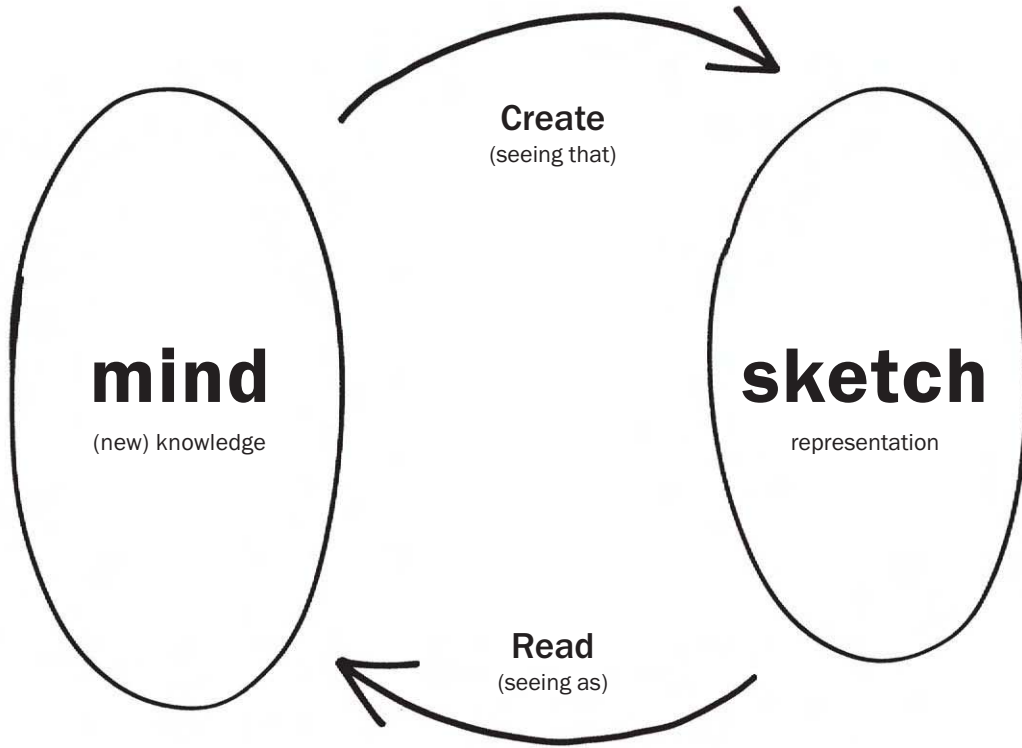 Create
(seeing that)
mind
(new) knowledge
sketch
representation
Read
(seeing as)